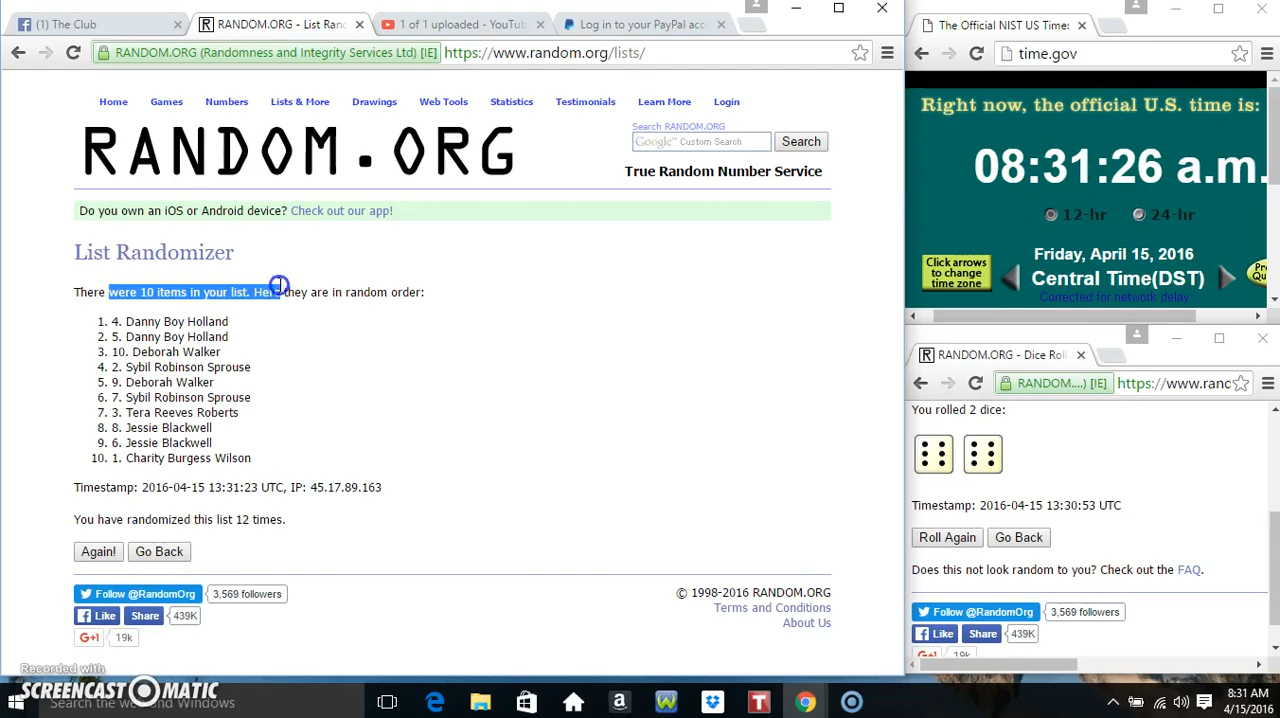 (1) The Club
RANDOM.ORG - List Ranc
1 of 1 uploaded - YouTub
Log in to your PayPal acc
RANDOM.ORG (Randomness and Integrity Services Ltd) [IE]
https://www.random.org/lists/
Home Games Numbers Lists & More Drawings Web Tools Statistics Testimonials Learn More Login
RANDOM.ORG
Search RANDOM.ORG
Google™ Custom Search
Search
True Random Number Service
Do you own an iOS or Android device? Check out our app!
List Randomizer
There were 10 items in your list. Here they are in random order:
1. 4. Danny Boy Holland
2. 5. Danny Boy Holland
3. 10. Deborah Walker
4. 2. Sybil Robinson Sprouse
5. 9. Deborah Walker
6. 7. Sybil Robinson Sprouse
7. 3. Tera Reeves Roberts
8. 8. Jessie Blackwell
9. 6. Jessie Blackwell
10. 1. Charity Burgess Wilson
Timestamp: 2016-04-15 13:31:23 UTC, IP: 45.17.89.163
You have randomized this list 12 times.
Again! Go Back
Follow @RandomOrg 3,569 followers
Like Share 439K
G+1 19k
© 1998-2016 RANDOM.ORG
Terms and Conditions
About Us
The Official NIST US Time:
time.gov
Right now, the official U.S. time is:
08:31:26 a.m.
12-hr 24-hr
Click arrows
to change
time zone
Friday, April 15, 2016
Central Time(DST)
Corrected for network delay
RANDOM.ORG - Dice Roll
RANDOM....) [IE]
https://www.ranc
You rolled 2 dice:
Timestamp: 2016-04-15 13:30:53 UTC
Roll Again Go Back
Does this not look random to you? Check out the FAQ.
Follow @RandomOrg 3,569 followers
Like Share 439K
Recorded with
SCREENCAST-O-MATIC
Search the web and Windows
8:31 AM
4/15/2016